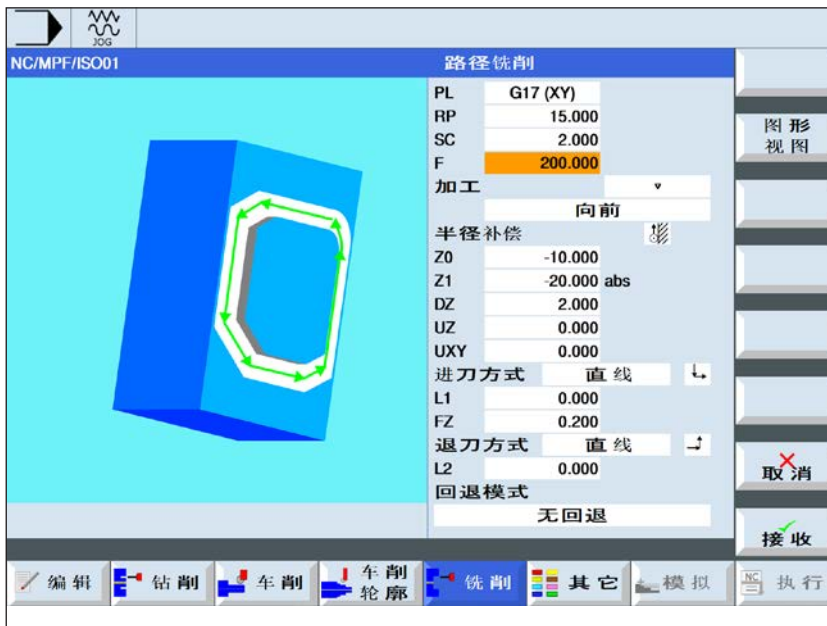 JOG
NC/MPF/ISO01
路径铣削
PL G17 (XY)
RP 15.000
SC 2.000
F 200.000
加工 ▿
向前
半径补偿
Z0 -10.000
Z1 -20.000 abs
DZ 2.000
UZ 0.000
UXY 0.000
进刀方式 直线
L1 0.000
FZ 0.200
退刀方式 直线
L2 0.000
回退模式
无回退
图形
视图
取消
接收
编辑
钻削
车削
车削
轮廓
铣削
其它
模拟
NC
执行